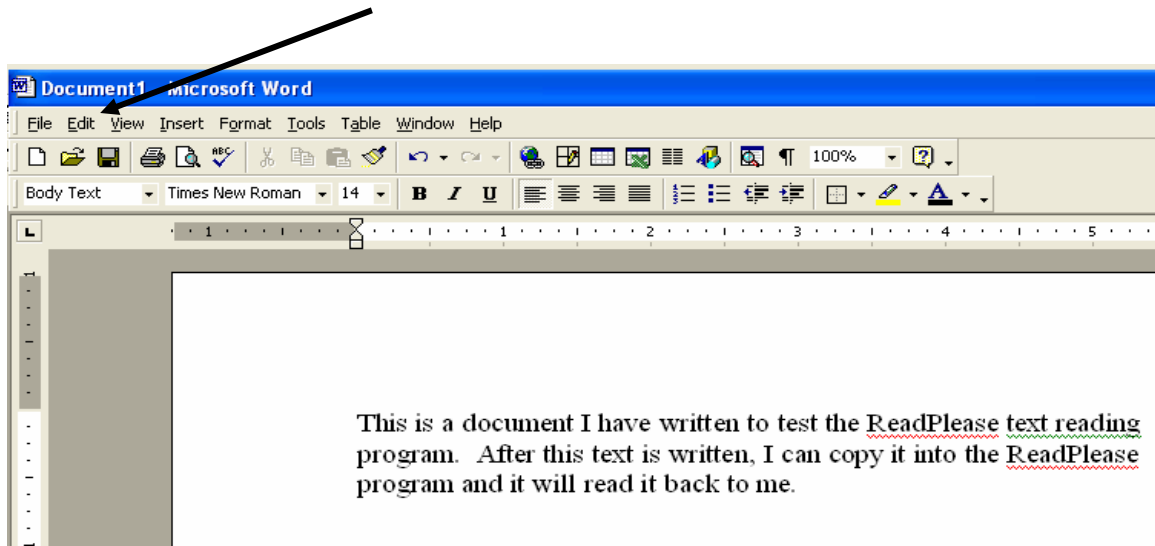 Document1 - Microsoft Word
File Edit View Insert Format Tools Table Window Help
ABC 100%
Body Text Times New Roman 14 B I U A
1 1 2 3 4 5
This is a document I have written to test the ReadPlease text reading
program. After this text is written, I can copy it into the ReadPlease
program and it will read it back to me.